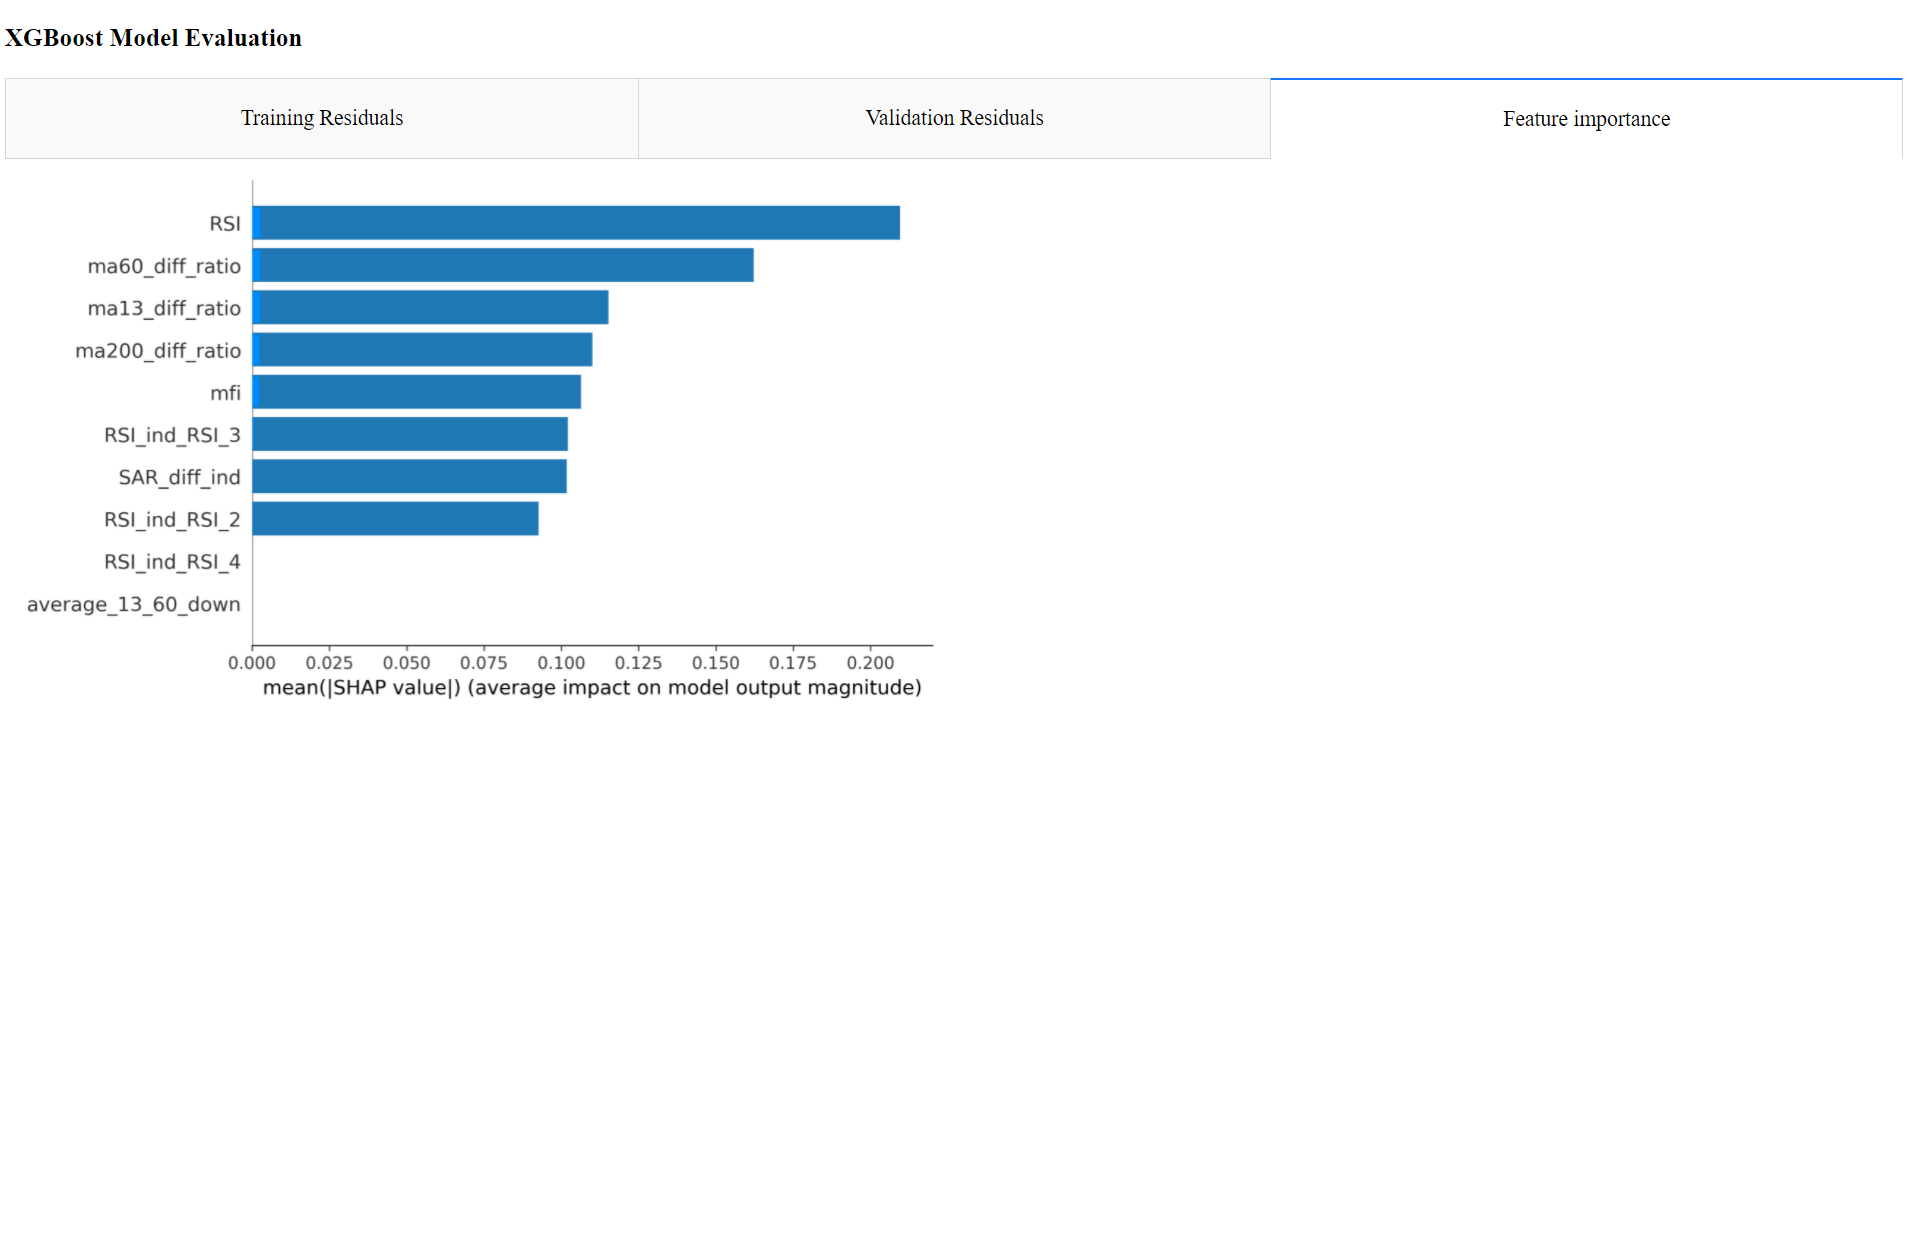 XGBoost Model Evaluation
Training Residuals Validation Residuals Feature importance
RSI
ma60_diff_ratio
ma13_diff_ratio
ma200_diff_ratio
mfi
RSI_ind_RSI_3
SAR_diff_ind
RSI_ind_RSI_2
RSI_ind_RSI_4
average_13_60_down
0.000 0.025 0.050 0.075 0.100 0.125 0.150 0.175 0.200
mean(|SHAP value|) (average impact on model output magnitude)